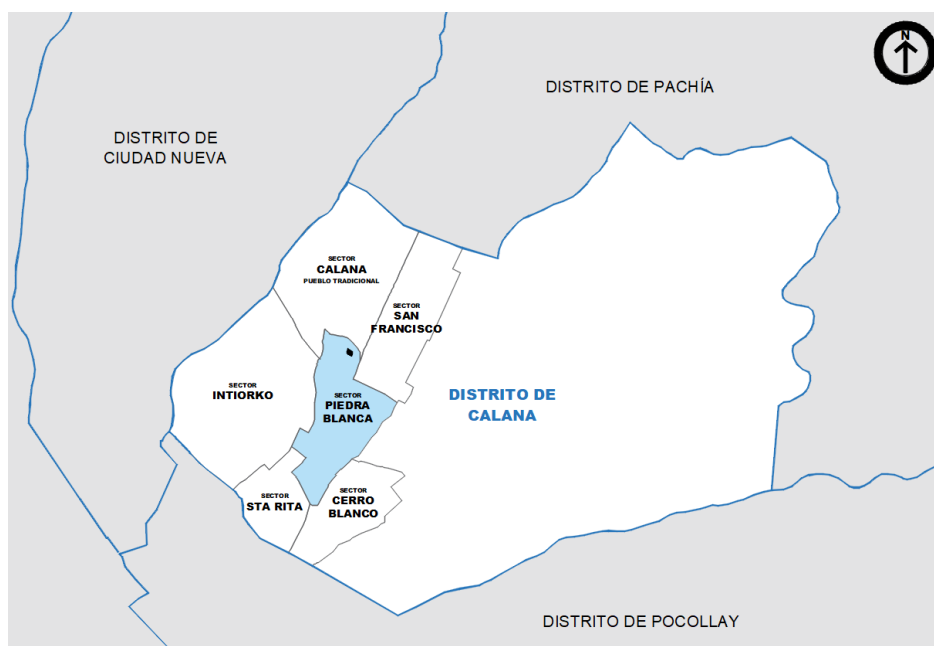 N
DISTRITO DE PACHÍA
DISTRITO DE
CIUDAD NUEVA
SECTOR
CALANA
PUEBLO TRADICIONAL
SECTOR
SAN
FRANCISCO
SECTOR
INTIORKO
SECTOR
PIEDRA
BLANCA
DISTRITO DE
CALANA
SECTOR
STA RITA
SECTOR
CERRO
BLANCO
DISTRITO DE POCOLLAY